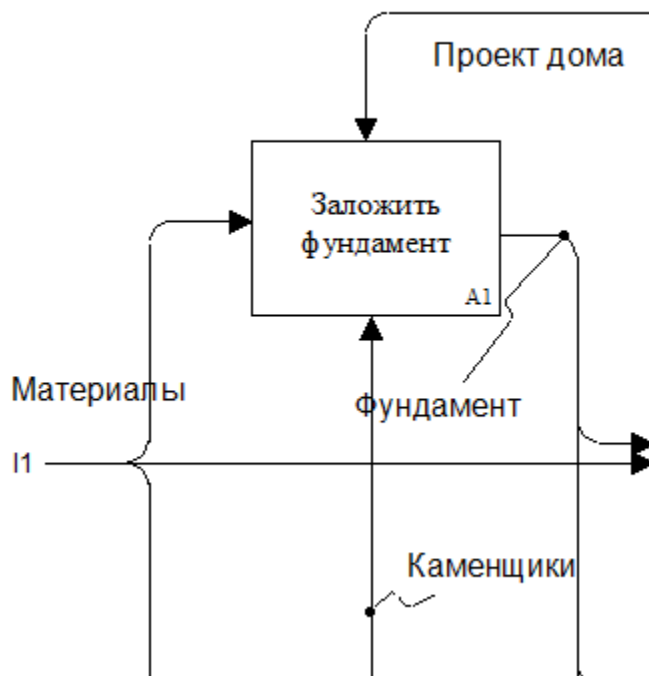 Проект дома
Заложить
фундамент
A1
Материалы
Фундамент
I1
Каменщики